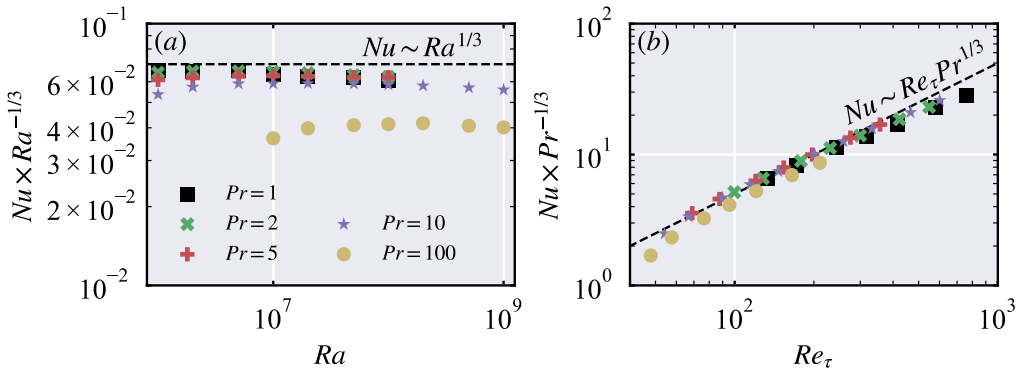 (a)
Nu ~ Ra^{1/3}
10^{-1}
6 × 10^{-2}
4 × 10^{-2}
3 × 10^{-2}
2 × 10^{-2}
10^{-2}
Nu × Ra^{-1/3}
Pr = 1
Pr = 2
Pr = 5
Pr = 10
Pr = 100
10^7
10^9
Ra
(b)
Nu ~ Re_τ Pr^{1/3}
10^2
10^1
10^0
Nu × Pr^{-1/3}
10^2
10^3
Re_τ